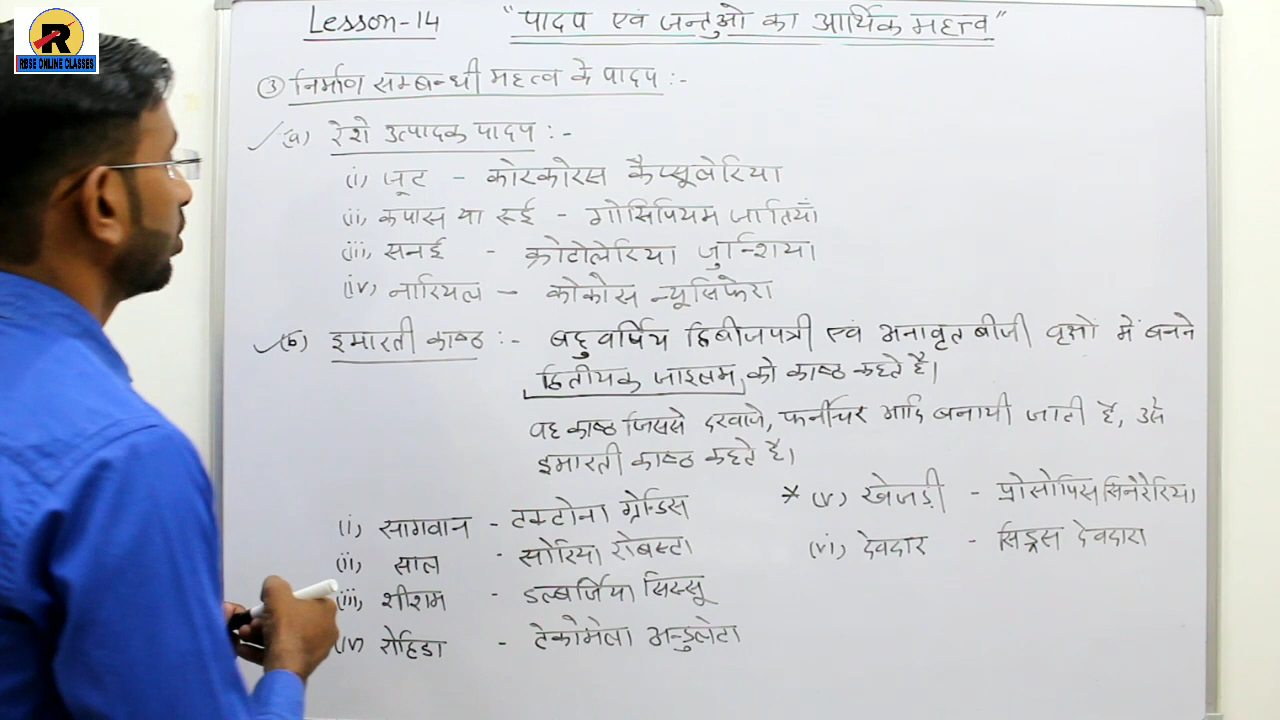 R
RBSE ONLINE CLASSES
Lesson-14 "पादप एवं जन्तुओ का आर्थिक महत्व"
③ निर्माण सम्बन्धी महत्व के पादप :-
(a) रेशे उत्पादक पादप :-
(i) जूट - कोरकोरस कैप्सूलेरिया
(ii) कपास या रूई - गोसिपियम जातियाँ
(iii) सनई - क्रोटोलेरिया जुन्शिया
(iv) नारियल - कोकोस न्यूसिफेरा
(b) इमारती काष्ठ :- बहुवर्षिय द्विबीजपत्री एवं अनावृत बीजी वृक्षों में बनने
द्वितीयक जाइलम को काष्ठ कहते है।
वह काष्ठ जिससे दरवाजे, फर्नीचर आदि बनायी जाती है, उसे
इमारती काष्ठ कहते है।
(i) सागवान - टेक्टोना ग्रेन्डिस
(ii) साल - सोरिया रोबस्टा
(iii) शीशम - डल्बर्जिया सिस्सू
(iv) रोहिडा - टेकोमेला अन्डुलेटा
* (v) खेजड़ी - प्रोसोपिस सिनेरेरिया
(vi) देवदार - सिड्रस देवदारा